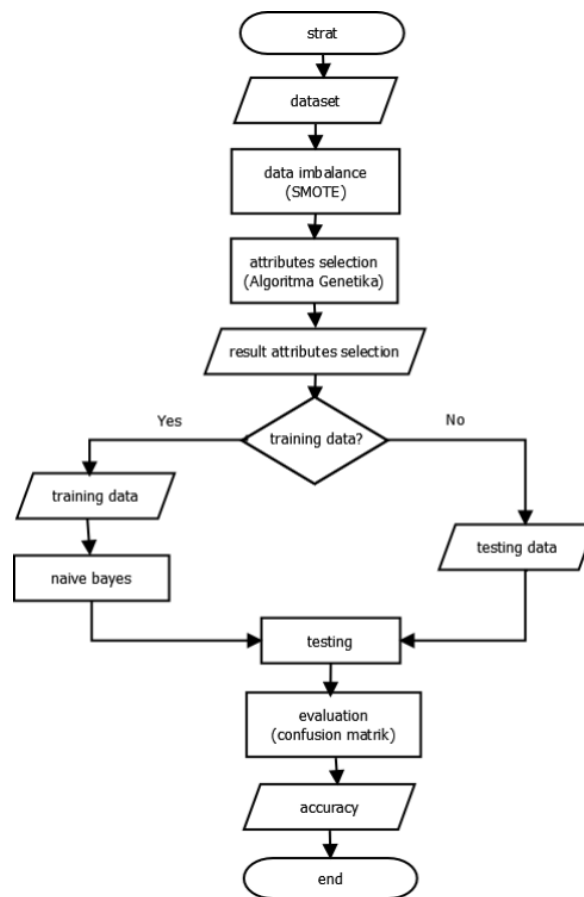 strat
dataset
data imbalance
(SMOTE)
attributes selection
(Algoritma Genetika)
result attributes selection
training data?
Yes
No
training data
testing data
naive bayes
testing
evaluation
(confusion matrik)
accuracy
end